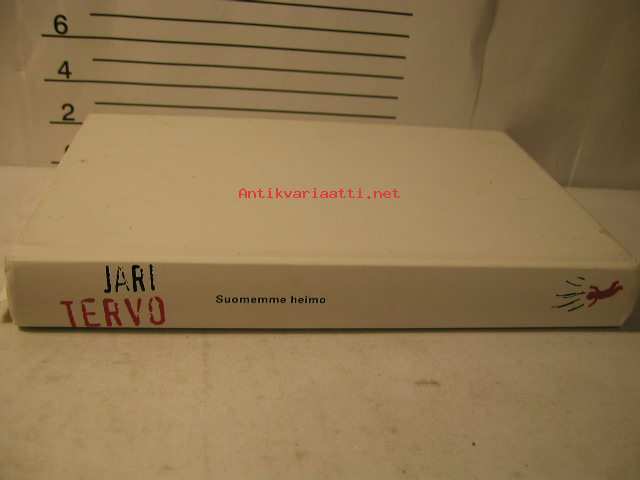 6
4
2
Antikvariaatti.net
JARI
TERVO
Suomemme heimo